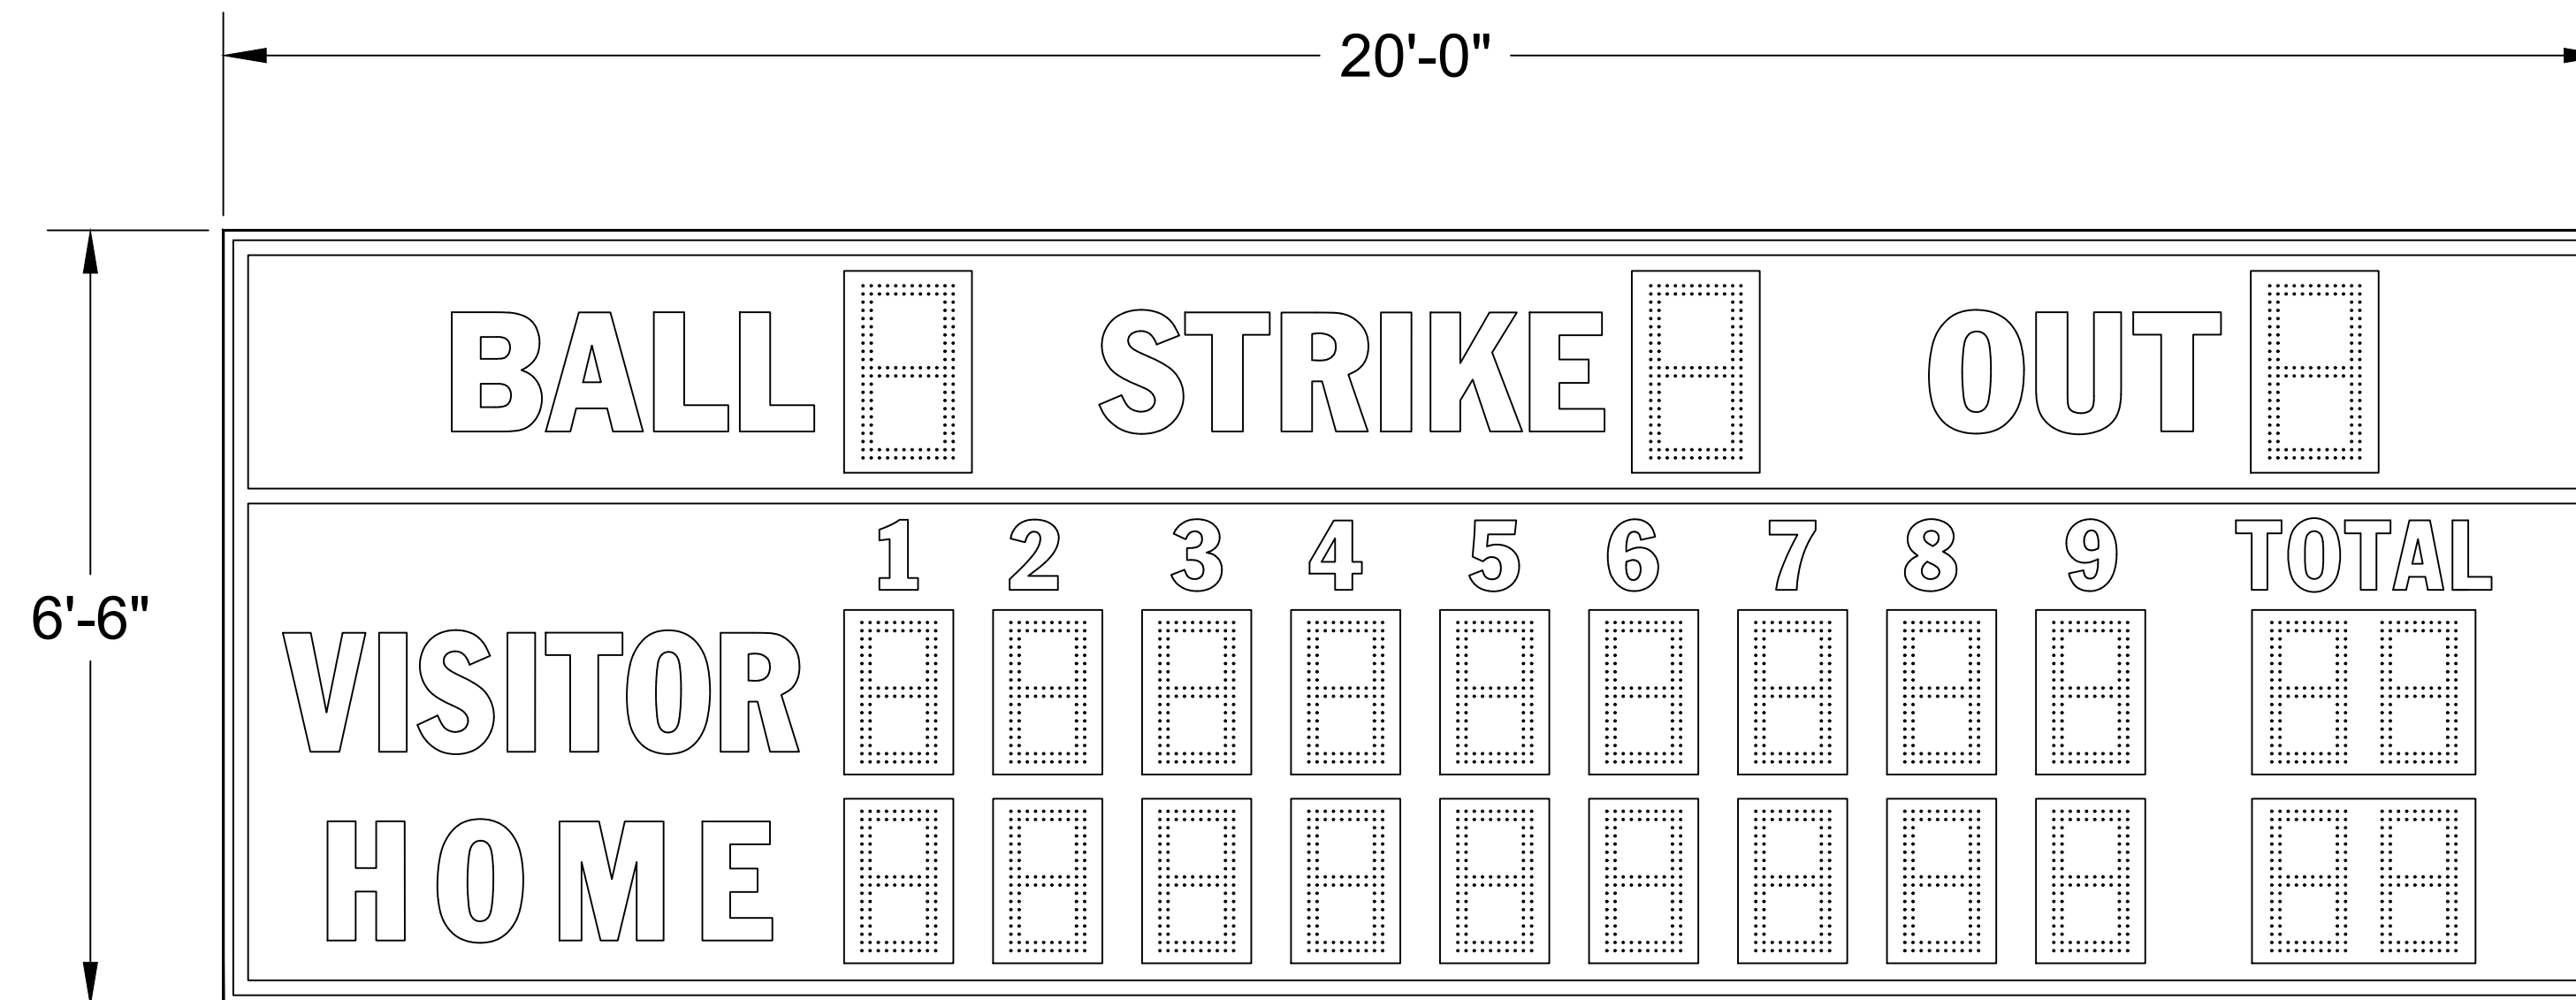 20'-0"
BALL STRIKE OUT
1 2 3 4 5 6 7 8 9 TOTAL
6'-6"
VISITOR
HOME